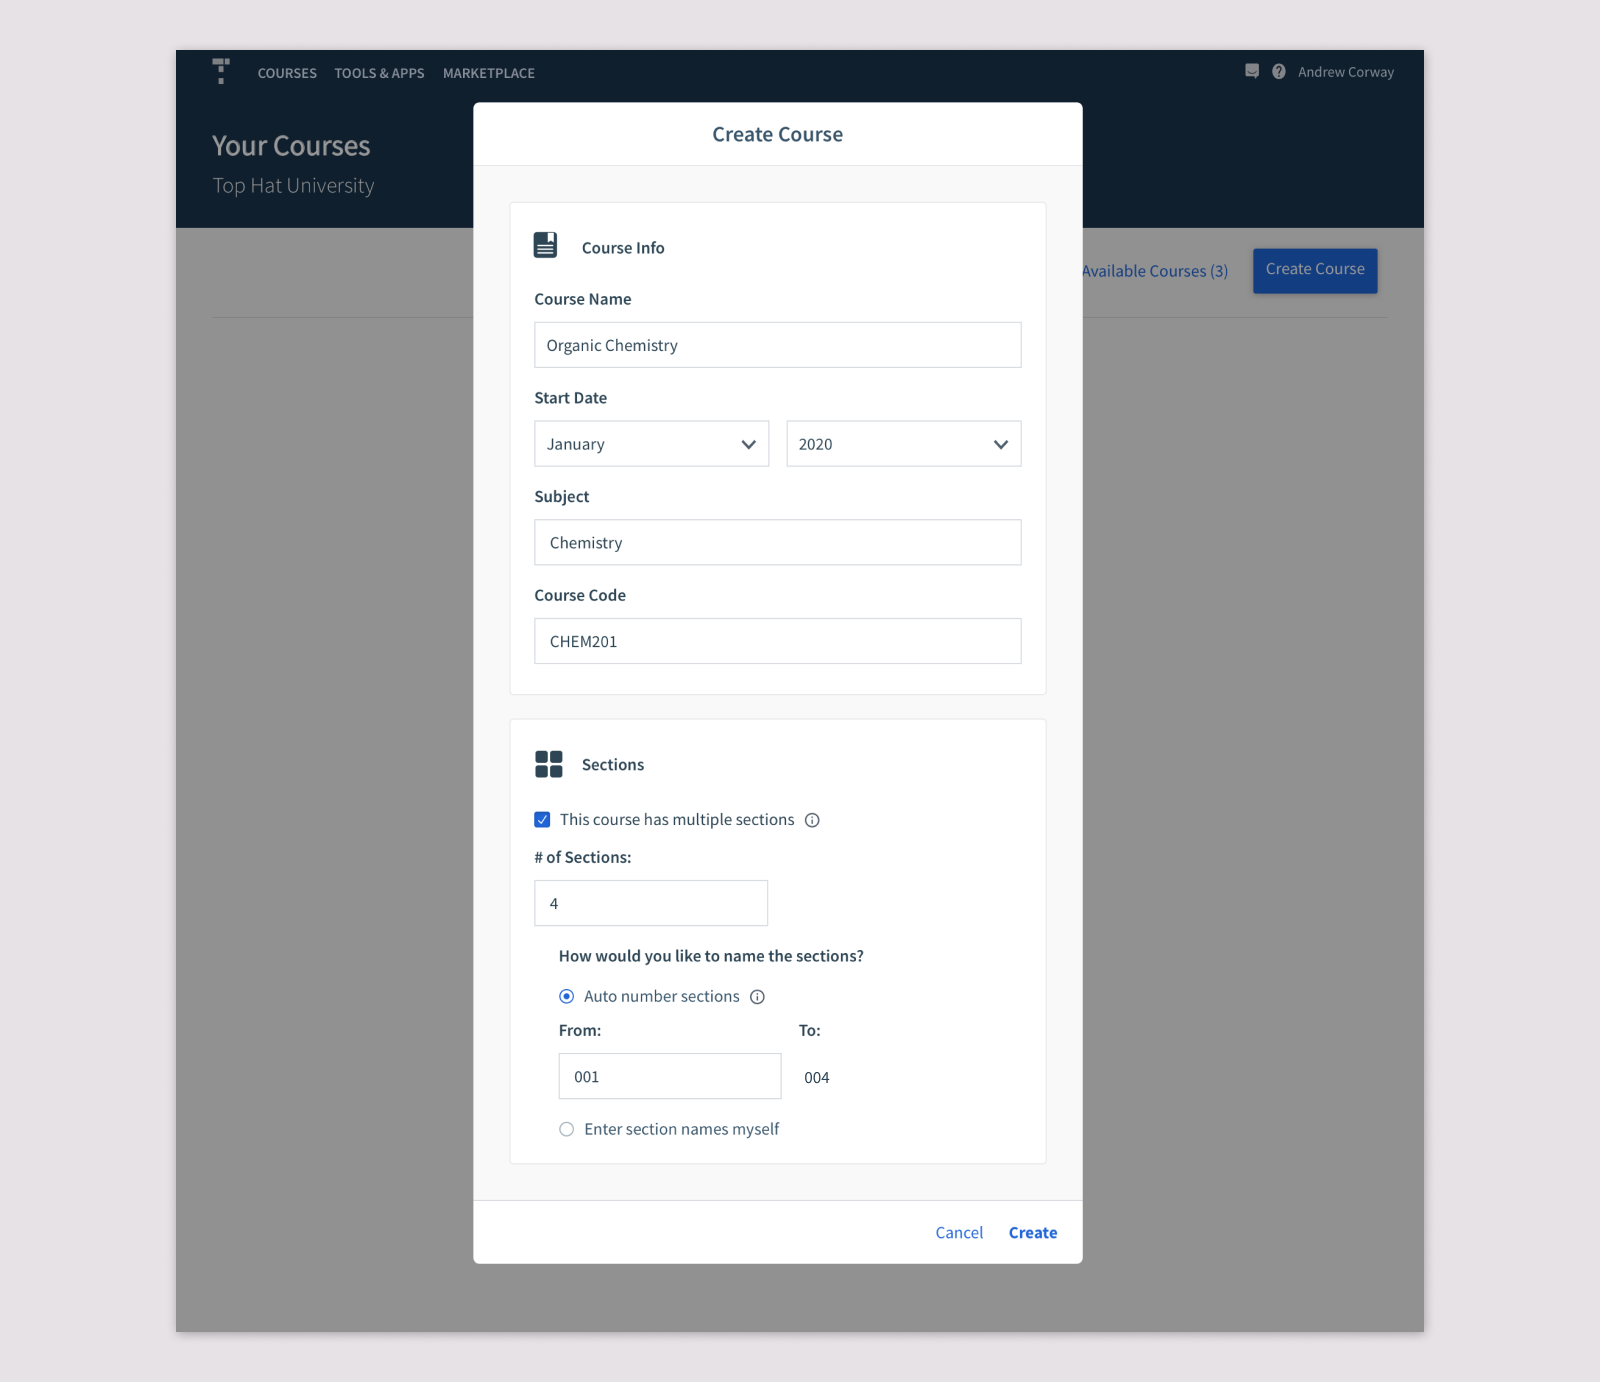 COURSES TOOLS & APPS MARKETPLACE Andrew Corway
Your Courses
Top Hat University
Available Courses (3) Create Course
Create Course
Course Info
Course Name
Organic Chemistry
Start Date
January 2020
Subject
Chemistry
Course Code
CHEM201
Sections
This course has multiple sections
# of Sections:
4
How would you like to name the sections?
Auto number sections
From: To:
001 004
Enter section names myself
Cancel Create